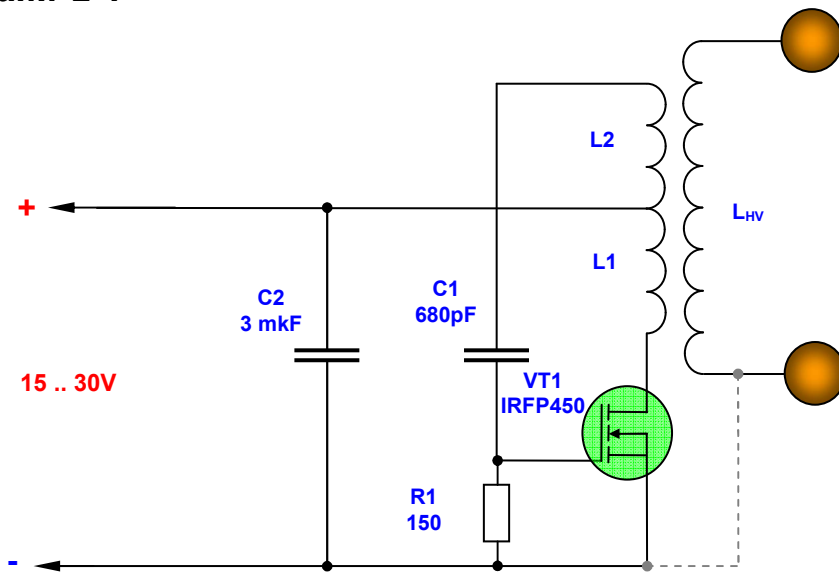 L2
+
L1
LHV
C2
3 mkF
C1
680pF
15 .. 30V
VT1
IRFP450
R1
150
-